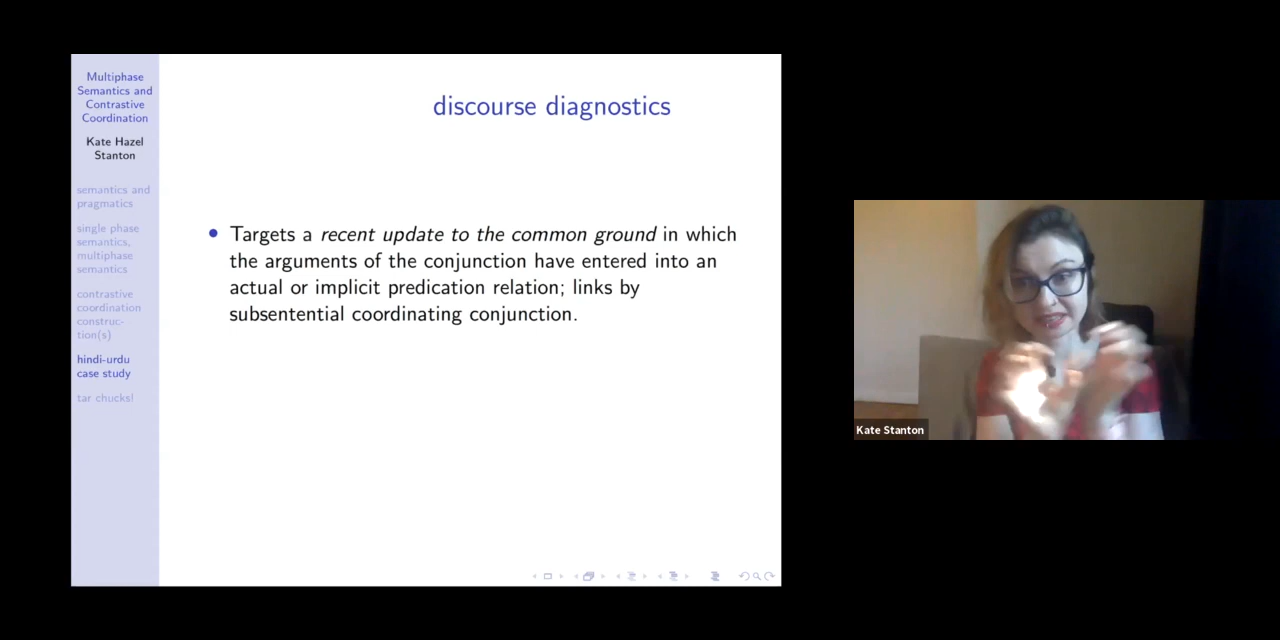 Multiphase
Semantics and
Contrastive
Coordination
Kate Hazel
Stanton
semantics and
pragmatics
single phase
semantics,
multiphase
semantics
contrastive
coordination
construc-
tion(s)
hindi-urdu
case study
tar chucks!
discourse diagnostics
Targets a recent update to the common ground in which
the arguments of the conjunction have entered into an
actual or implicit predication relation; links by
subsentential coordinating conjunction.
Kate Stanton